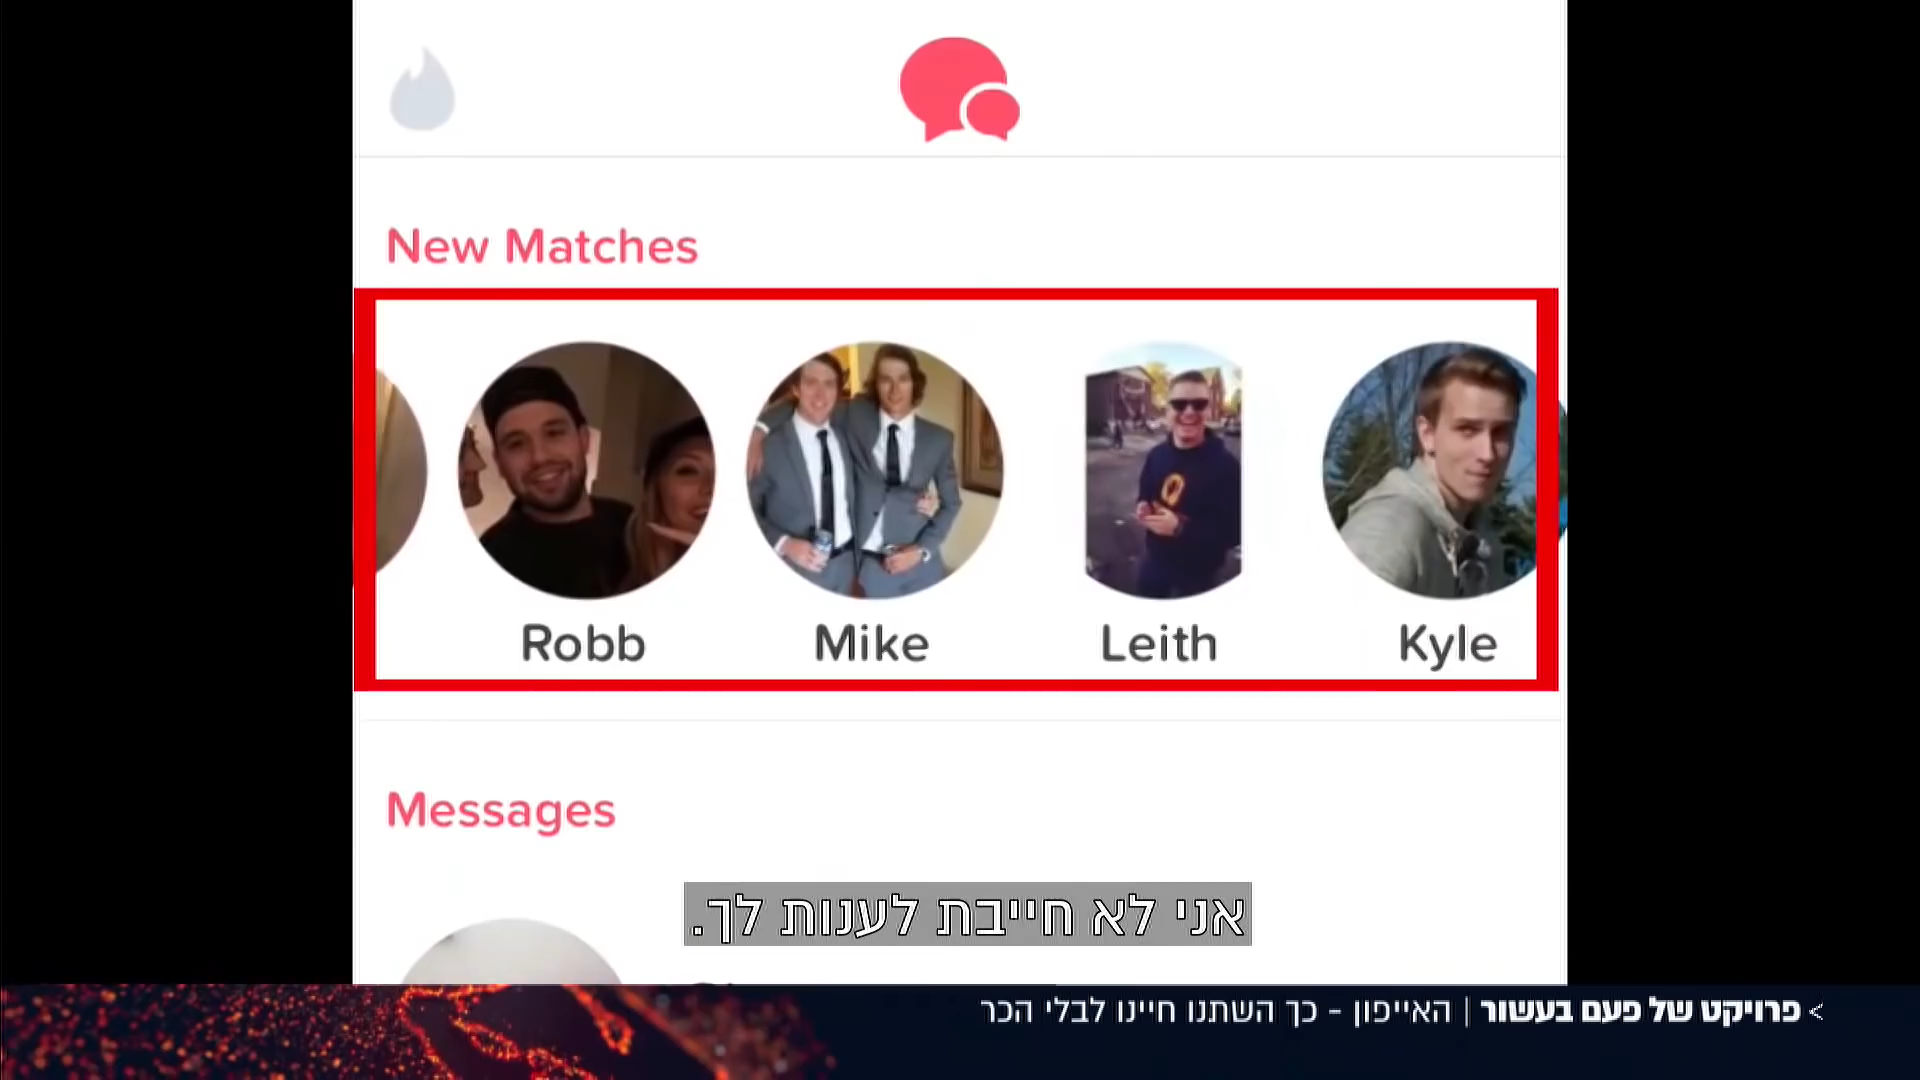 New Matches
Robb Mike Leith Kyle
Messages
אני לא חייבת לענות לך.
> פרויקט של פעם בעשור | האייפון - כך השתנו חיינו לבלי הכר